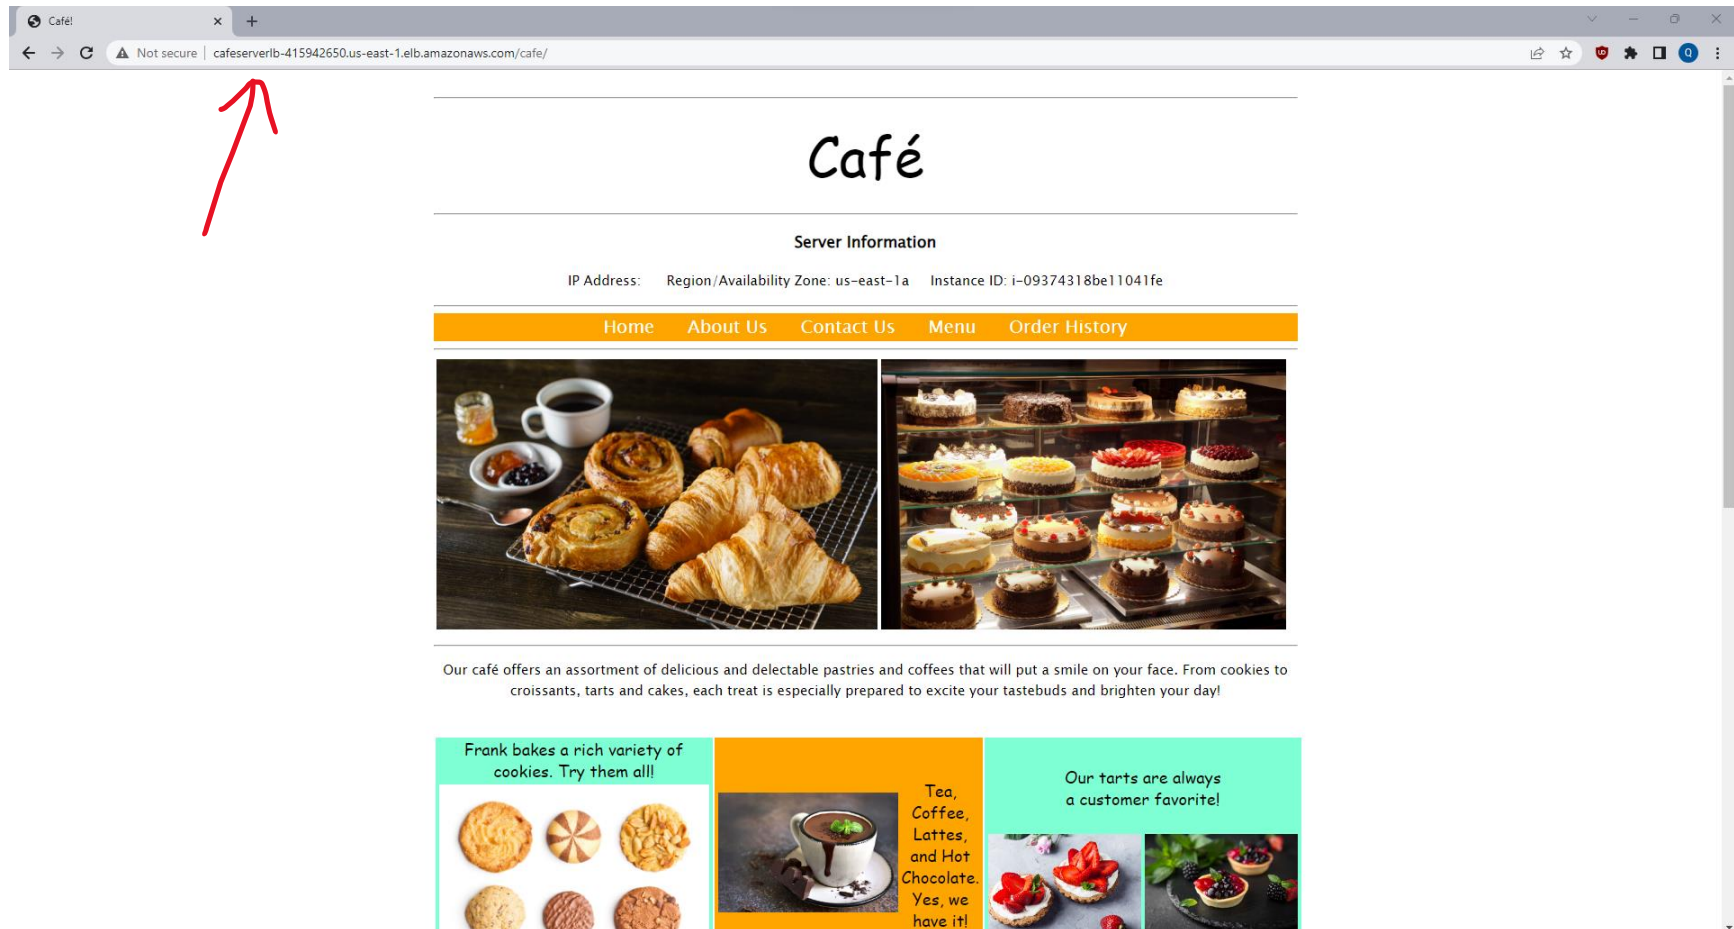 Café!
Not secure cafeserverlb-415942650.us-east-1.elb.amazonaws.com/cafe/
Q
Café
Server Information
IP Address: Region/Availability Zone: us-east-1a Instance ID: i-09374318be11041fe
Home About Us Contact Us Menu Order History
Our café offers an assortment of delicious and delectable pastries and coffees that will put a smile on your face. From cookies to
croissants, tarts and cakes, each treat is especially prepared to excite your tastebuds and brighten your day!
Frank bakes a rich variety of
cookies. Try them all!
Tea,
Coffee,
Lattes,
and Hot
Chocolate.
Yes, we
have it!
Our tarts are always
a customer favorite!